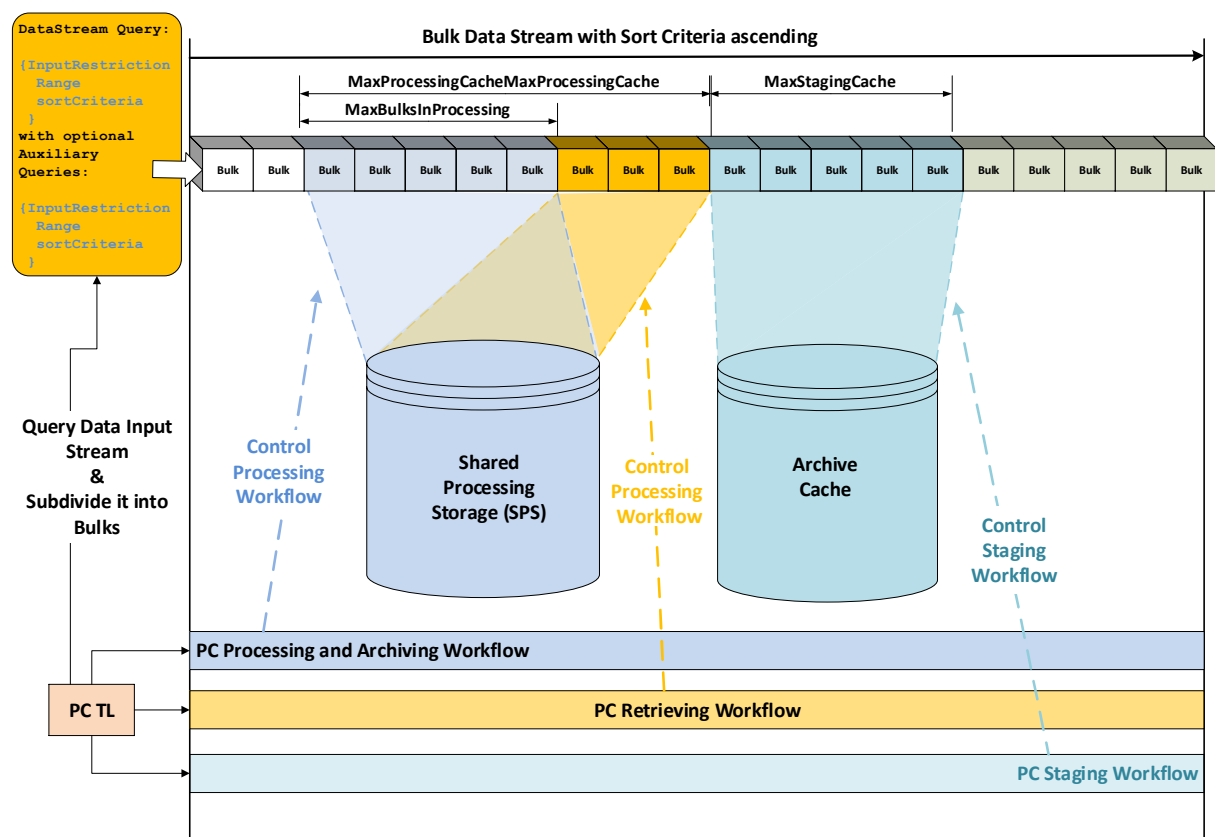 DataStream Query:
{InputRestriction
Range
sortCriteria
}
with optional
Auxiliary
Queries:
{InputRestriction
Range
sortCriteria
}
Bulk Data Stream with Sort Criteria ascending
MaxProcessingCacheMaxProcessingCache
MaxStagingCache
MaxBulksInProcessing
Bulk Bulk Bulk Bulk Bulk Bulk Bulk Bulk Bulk Bulk Bulk Bulk Bulk Bulk Bulk Bulk Bulk Bulk Bulk Bulk
Query Data Input
Stream
&
Subdivide it into
Bulks
Control
Processing
Workflow
Shared
Processing
Storage (SPS)
Control
Processing
Workflow
Archive
Cache
Control
Staging
Workflow
PC Processing and Archiving Workflow
PC TL
PC Retrieving Workflow
PC Staging Workflow